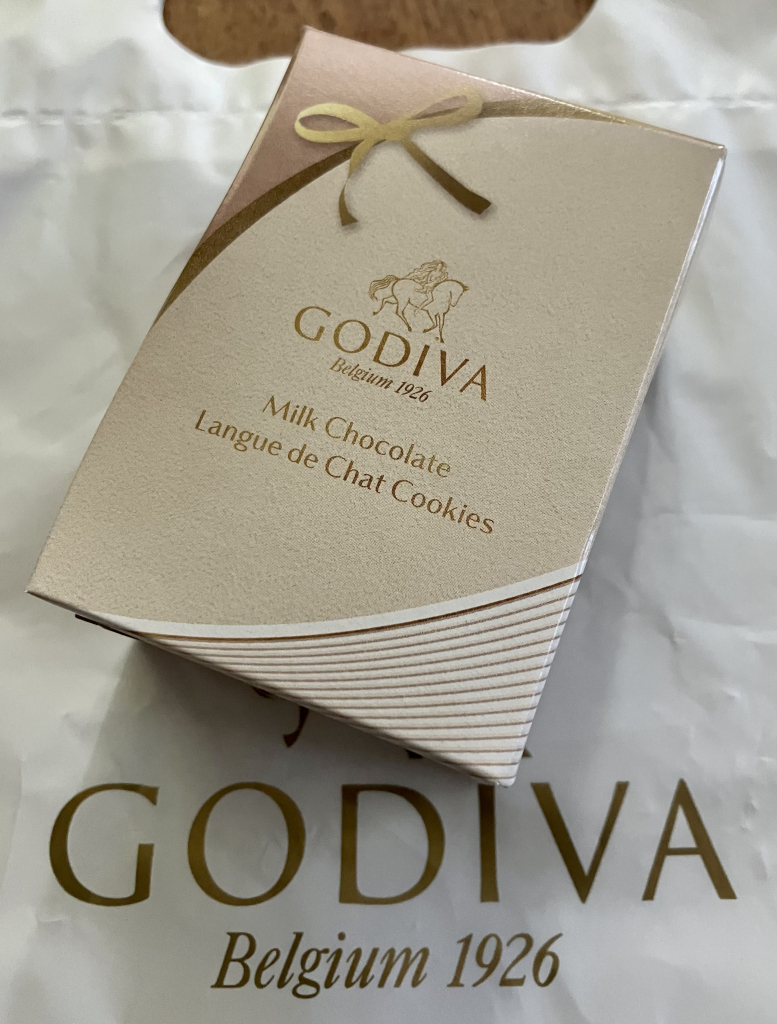 GODIVA
Belgium 1926
Milk Chocolate
Langue de Chat Cookies
GODIVA
Belgium 1926